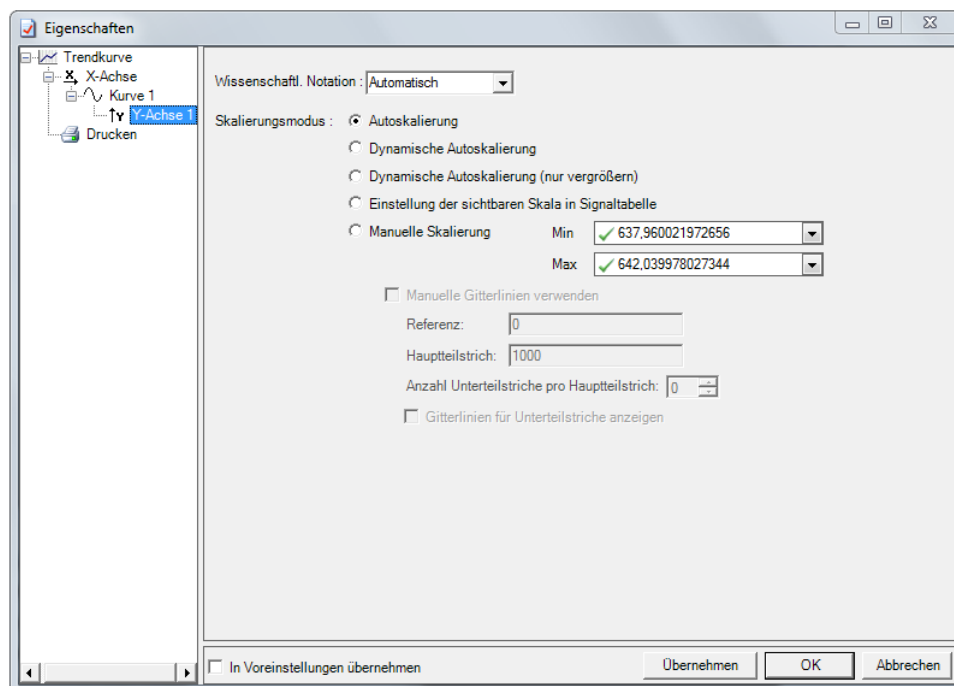 Eigenschaften
Trendkurve
X-Achse
Kurve 1
Y-Achse 1
Drucken
Wissenschaftl. Notation : Automatisch
Skalierungsmodus : Autoskalierung
Dynamische Autoskalierung
Dynamische Autoskalierung (nur vergrößern)
Einstellung der sichtbaren Skala in Signaltabelle
Manuelle Skalierung Min 637,960021972656
Max 642,039978027344
Manuelle Gitterlinien verwenden
Referenz: 0
Hauptteilstrich: 1000
Anzahl Unterteilstriche pro Hauptteilstrich: 0
Gitterlinien für Unterteilstriche anzeigen
In Voreinstellungen übernehmen Übernehmen OK Abbrechen